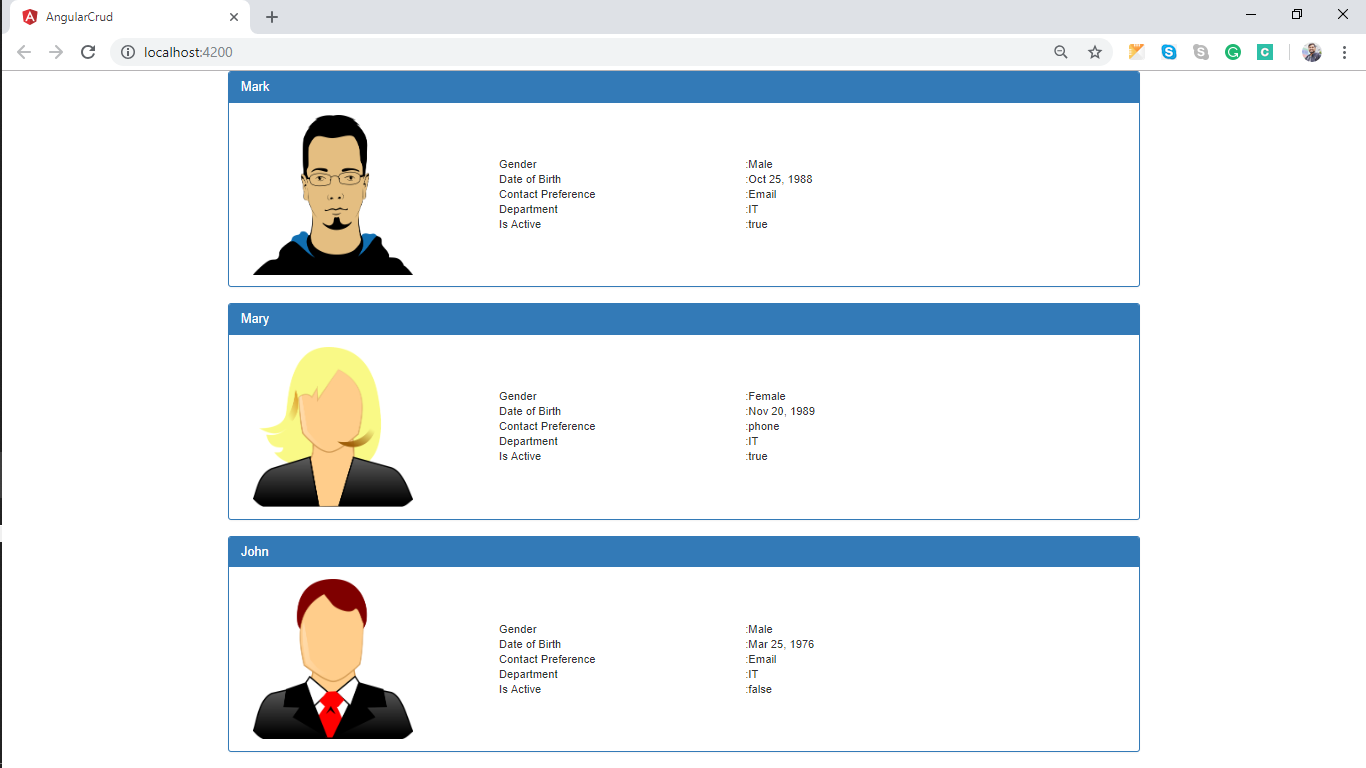 AngularCrud
localhost:4200
Mark
Gender :Male
Date of Birth :Oct 25, 1988
Contact Preference :Email
Department :IT
Is Active :true
Mary
Gender :Female
Date of Birth :Nov 20, 1989
Contact Preference :phone
Department :IT
Is Active :true
John
Gender :Male
Date of Birth :Mar 25, 1976
Contact Preference :Email
Department :IT
Is Active :false